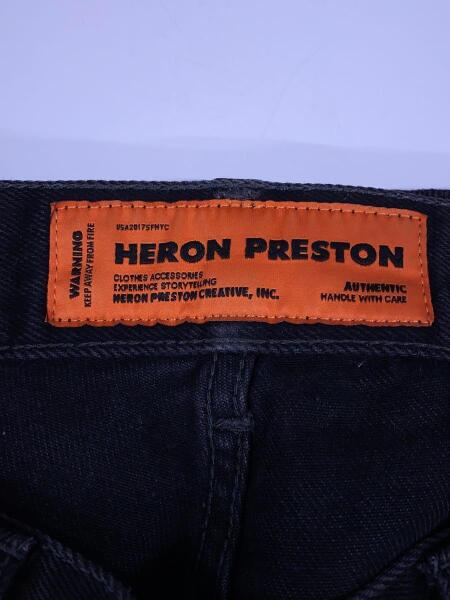 WARNING
KEEP AWAY FROM FIRE
USA2017SFNYC
HERON PRESTON
CLOTHES ACCESSORIES
EXPERIENCE STORYTELLING
HERON PRESTON CREATIVE, INC.
AUTHENTIC
HANDLE WITH CARE